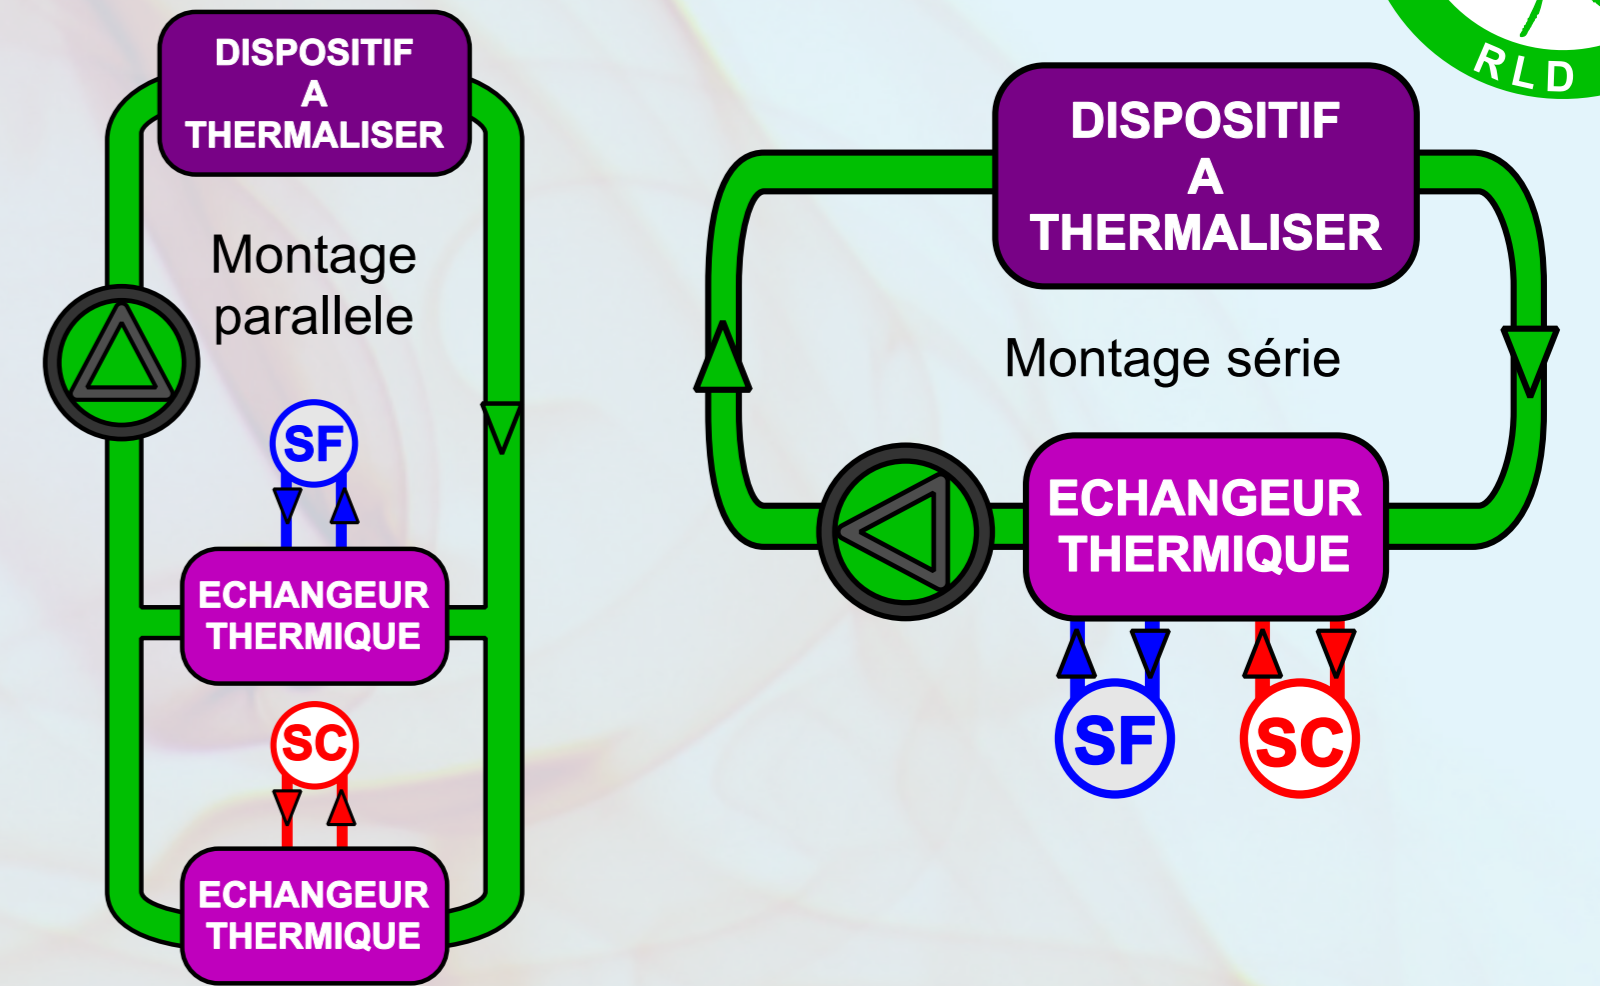 DISPOSITIF
A
THERMALISER
Montage
parallele
SF
ECHANGEUR
THERMIQUE
SC
ECHANGEUR
THERMIQUE
RLD
DISPOSITIF
A
THERMALISER
Montage série
ECHANGEUR
THERMIQUE
SF
SC